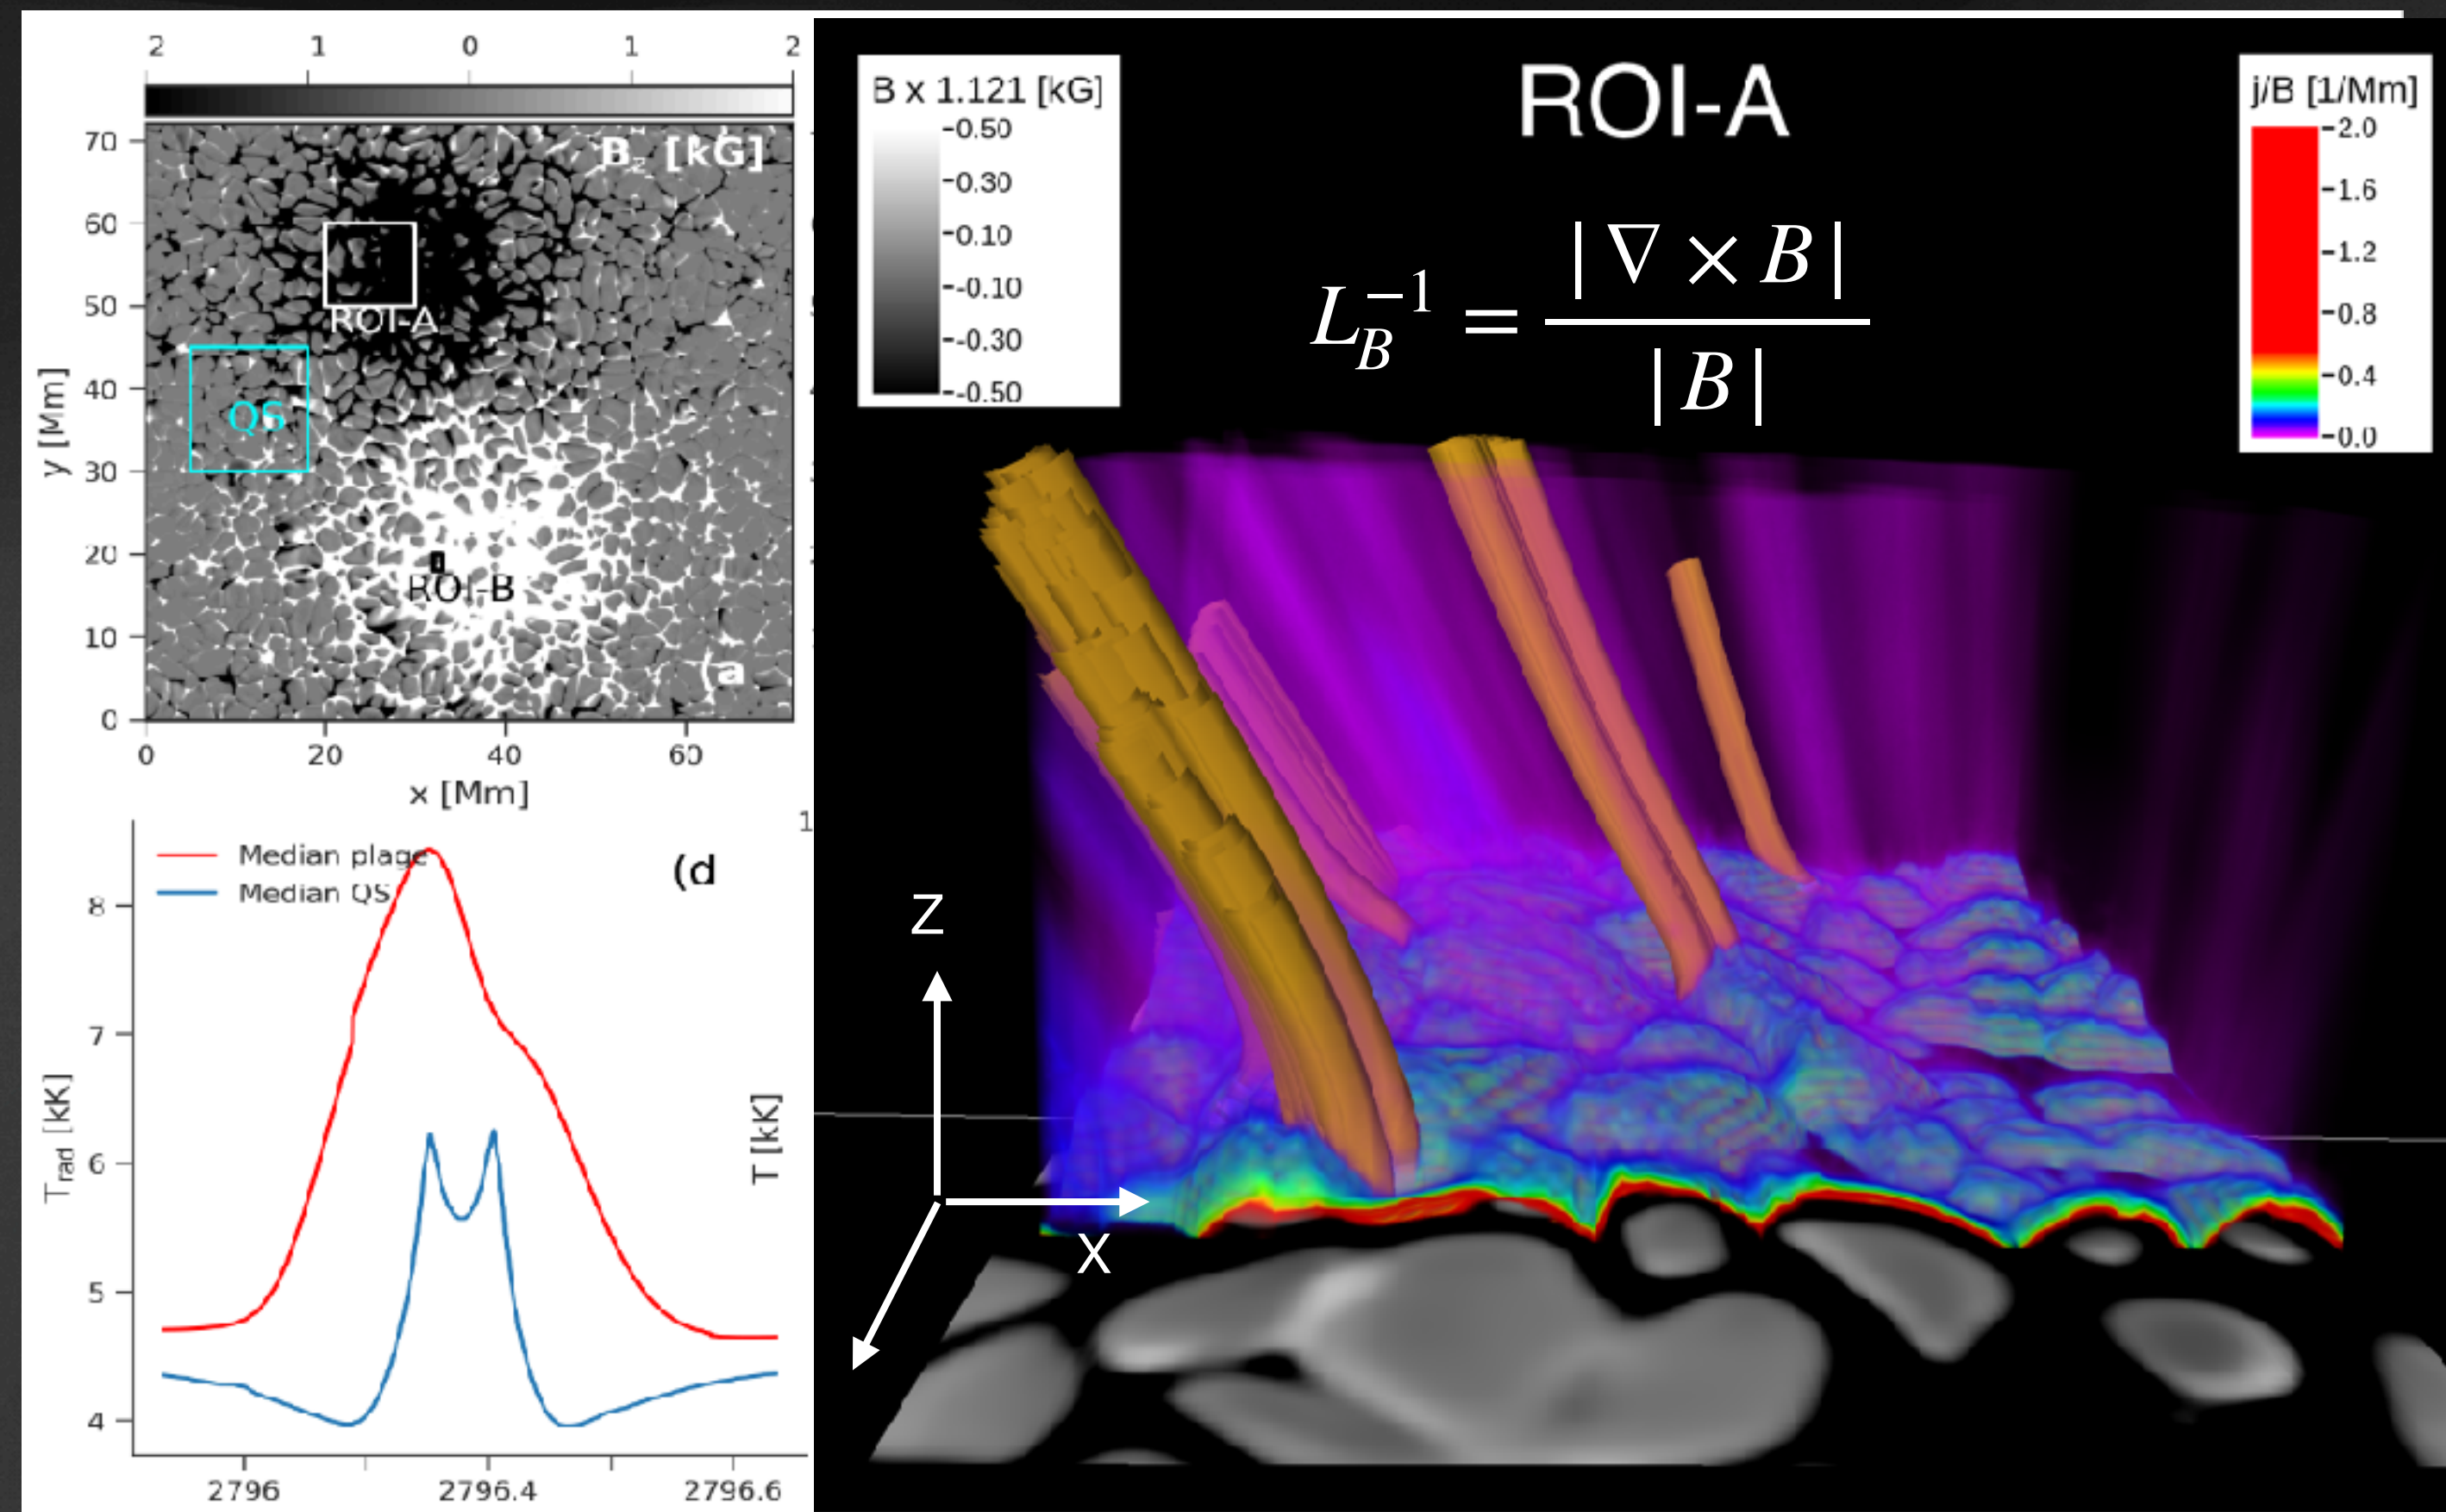 2 1 0 1 2
B_z [kG]
70
60
50
40
30
20
10
0
y [Mm]
ROI-A
QS
ROI-B
(a
0 20 40 60
x [Mm]
1
Median plage
Median QS
(d
8
7
6
5
4
T_rad [kK]
T [kK]
2796 2796.4 2796.6
B x 1.121 [kG]
-0.50
-0.30
-0.10
--0.10
--0.30
--0.50
ROI-A
L_B^{-1} = |∇ × B| / |B|
j/B [1/Mm]
-2.0
-1.6
-1.2
-0.8
-0.4
-0.0
Z
X